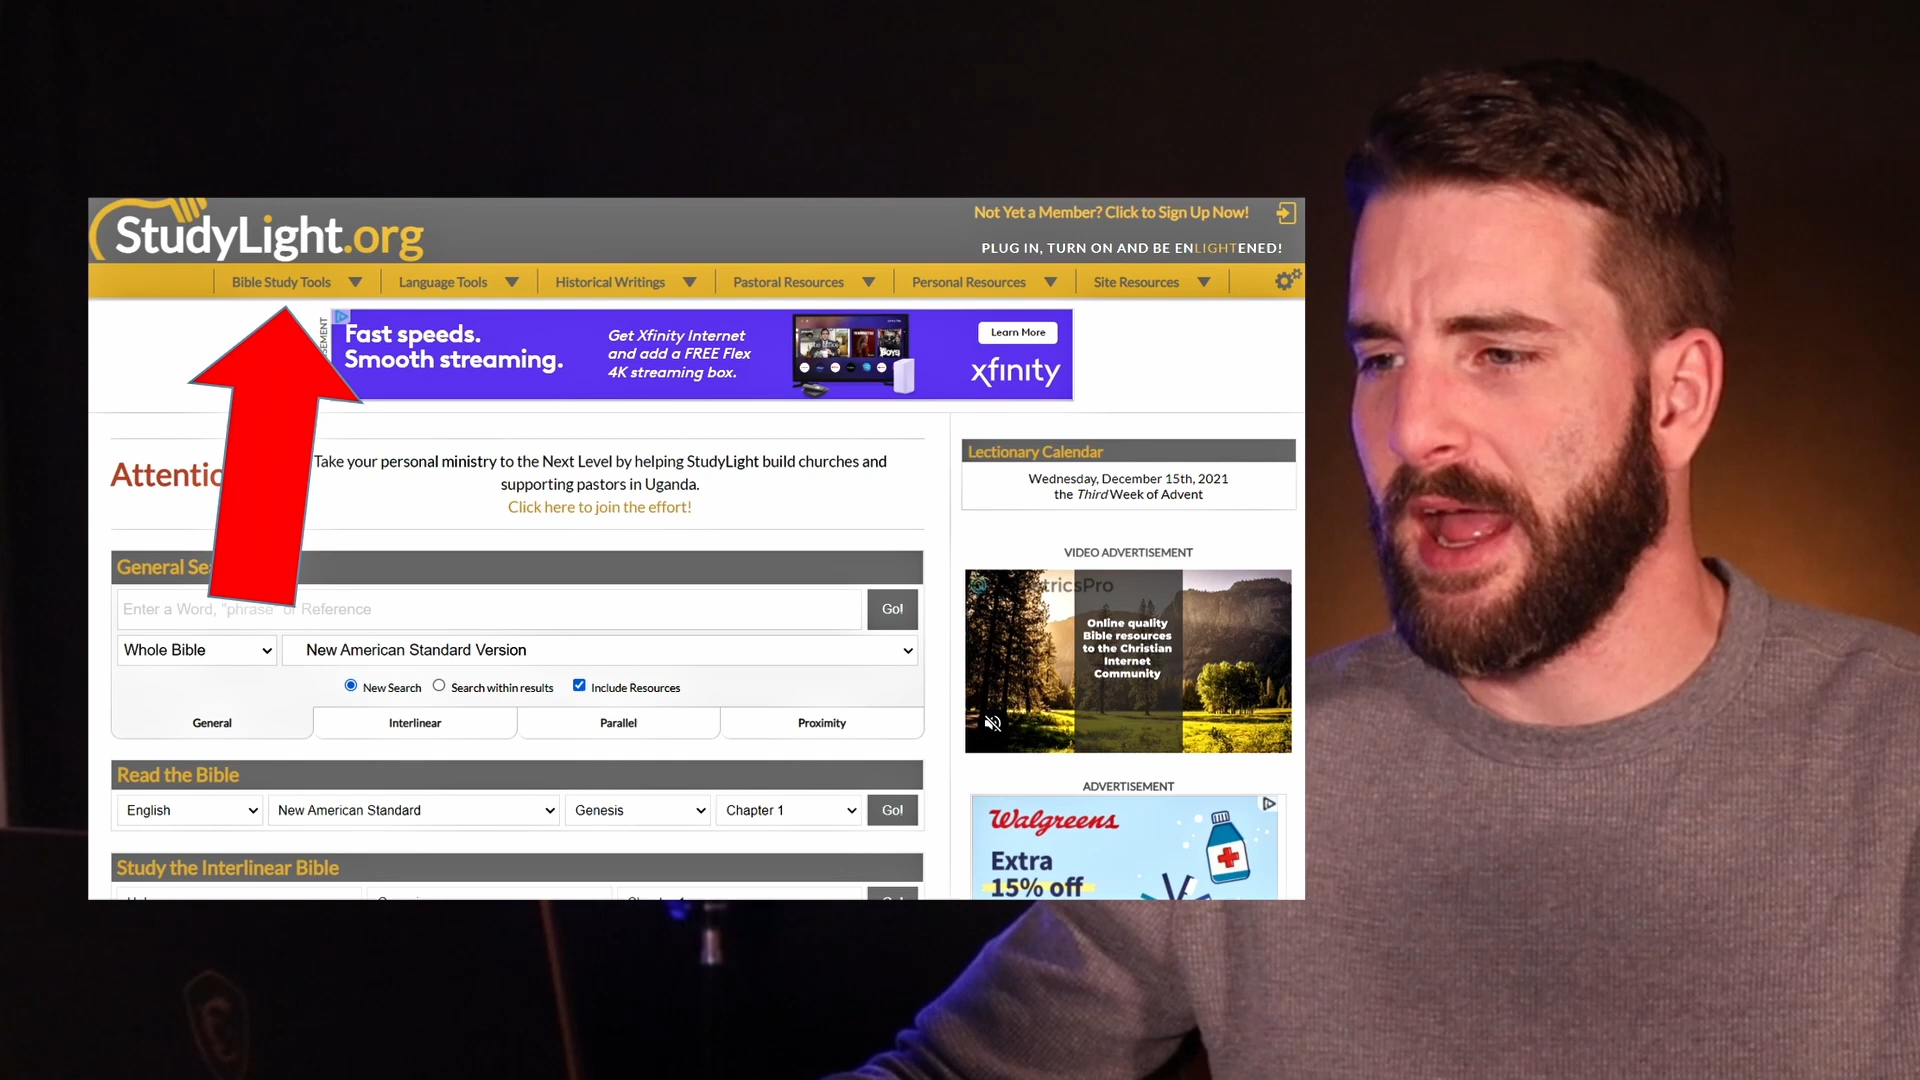 StudyLight.org
Not Yet a Member? Click to Sign Up Now!
PLUG IN, TURN ON AND BE ENLIGHTENED!
Bible Study Tools
Language Tools
Historical Writings
Pastoral Resources
Personal Resources
Site Resources
Fast speeds.
Smooth streaming.
Get Xfinity Internet
and add a FREE Flex
4K streaming box.
Learn More
xfinity
Take your personal ministry to the Next Level by helping StudyLight build churches and
supporting pastors in Uganda.
Click here to join the effort!
Lectionary Calendar
Wednesday, December 15th, 2021
the Third Week of Advent
General
Enter a Word, "phrase" or Reference
Go!
Whole Bible
New American Standard Version
New Search
Search within results
Include Resources
General
Interlinear
Parallel
Proximity
VIDEO ADVERTISEMENT
Online quality
Bible resources
to the Christian
Internet
Community
Read the Bible
English
New American Standard
Genesis
Chapter 1
Go!
Study the Interlinear Bible
ADVERTISEMENT
Walgreens
Extra
15% off